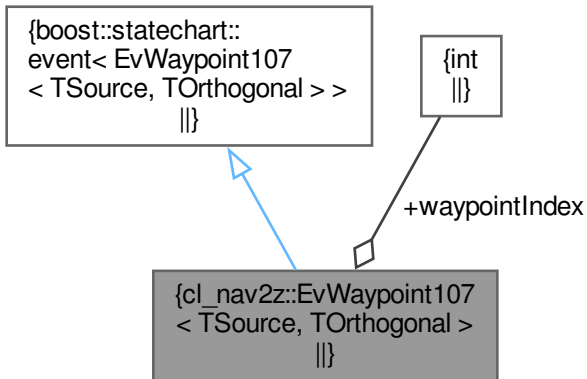 {boost::statechart::
event< EvWaypoint107
< TSource, TOrthogonal > >
||}
{int
||}
+waypointIndex
{cl_nav2z::EvWaypoint107
< TSource, TOrthogonal >
||}